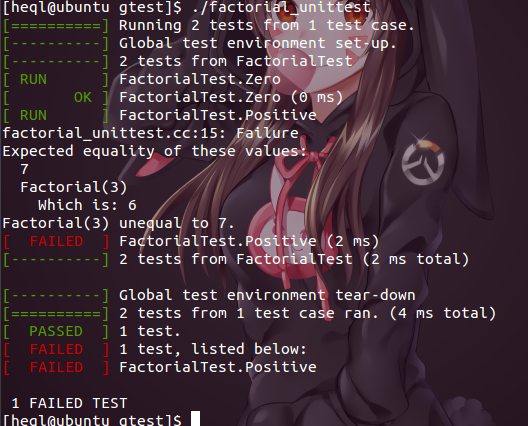 [heql@ubuntu gtest]$ ./factorial_unittest
[==========] Running 2 tests from 1 test case.
[----------] Global test environment set-up.
[----------] 2 tests from FactorialTest
[ RUN      ] FactorialTest.Zero
[       OK ] FactorialTest.Zero (0 ms)
[ RUN      ] FactorialTest.Positive
factorial_unittest.cc:15: Failure
Expected equality of these values:
  7
  Factorial(3)
    Which is: 6
Factorial(3) unequal to 7.
[  FAILED  ] FactorialTest.Positive (2 ms)
[----------] 2 tests from FactorialTest (2 ms total)

[----------] Global test environment tear-down
[==========] 2 tests from 1 test case ran. (4 ms total)
[  PASSED  ] 1 test.
[  FAILED  ] 1 test, listed below:
[  FAILED  ] FactorialTest.Positive

 1 FAILED TEST
[heql@ubuntu gtest]$